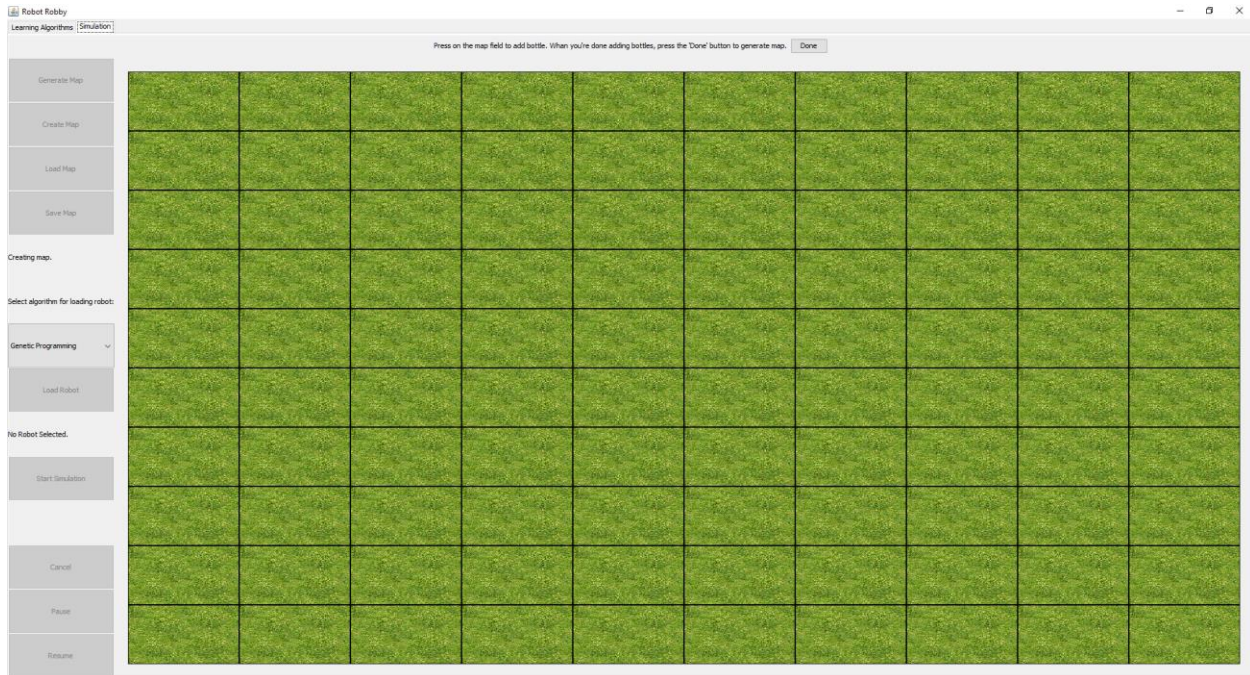 Robot Robby
Learning Algorithms Simulation
Press on the map field to add bottle. Whan you're done adding bottles, press the 'Done' button to generate map. Done
Generate Map
Create Map
Load Map
Save Map
Creating map.
Select algorithm for loading robot:
Genetic Programming
Load Robot
No Robot Selected.
Start Simulation
Cancel
Pause
Resume